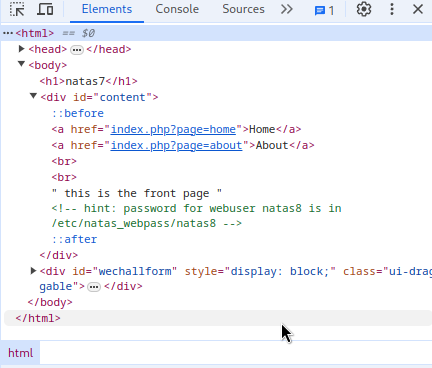 Elements Console Sources » 1
<html> == $0
<head> ... </head>
<body>
<h1>natas7</h1>
<div id="content">
::before
<a href="index.php?page=home">Home</a>
<a href="index.php?page=about">About</a>
<br>
<br>
" this is the front page "
<!-- hint: password for webuser natas8 is in
/etc/natas_webpass/natas8 -->
::after
</div>
<div id="wechallform" style="display: block;" class="ui-drag
gable"> ... </div>
</body>
</html>
html